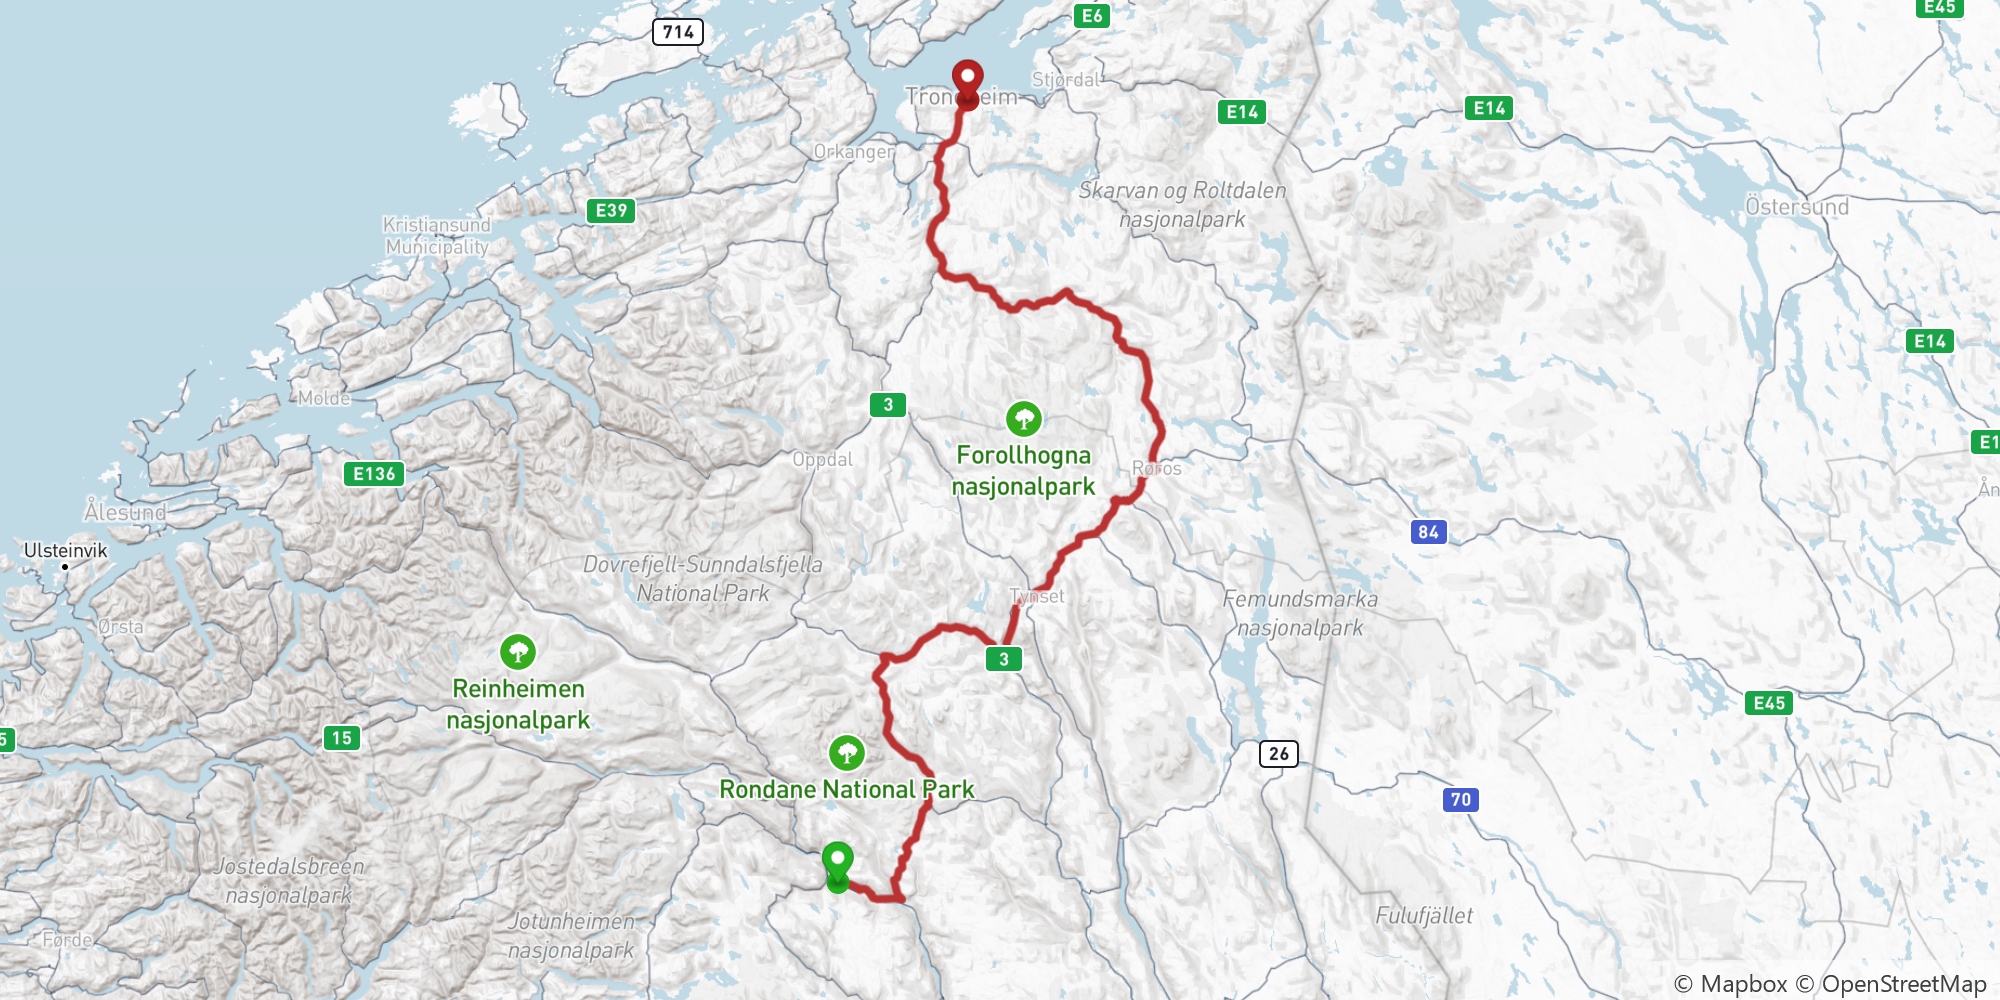 E6
E45
714
Stjørdal
E14
E14
Orkanger
Skarvan og Roltdalen
nasjonalpark
E39
Östersund
Kristiansund
Municipality
E14
Molde
3
E1
Oppdal
Forollhogna
nasjonalpark
Røros
E136
Ålesund
Ån
84
Ulsteinvik
Dovrefjell-Sunndalsfjella
National Park
Tynset
Femundsmarka
nasjonalpark
Ørsta
3
Reinheimen
nasjonalpark
E45
5
15
26
Rondane National Park
70
Jostedalsbreen
nasjonalpark
Jotunheimen
nasjonalpark
Fulufjället
Førde
© Mapbox © OpenStreetMap